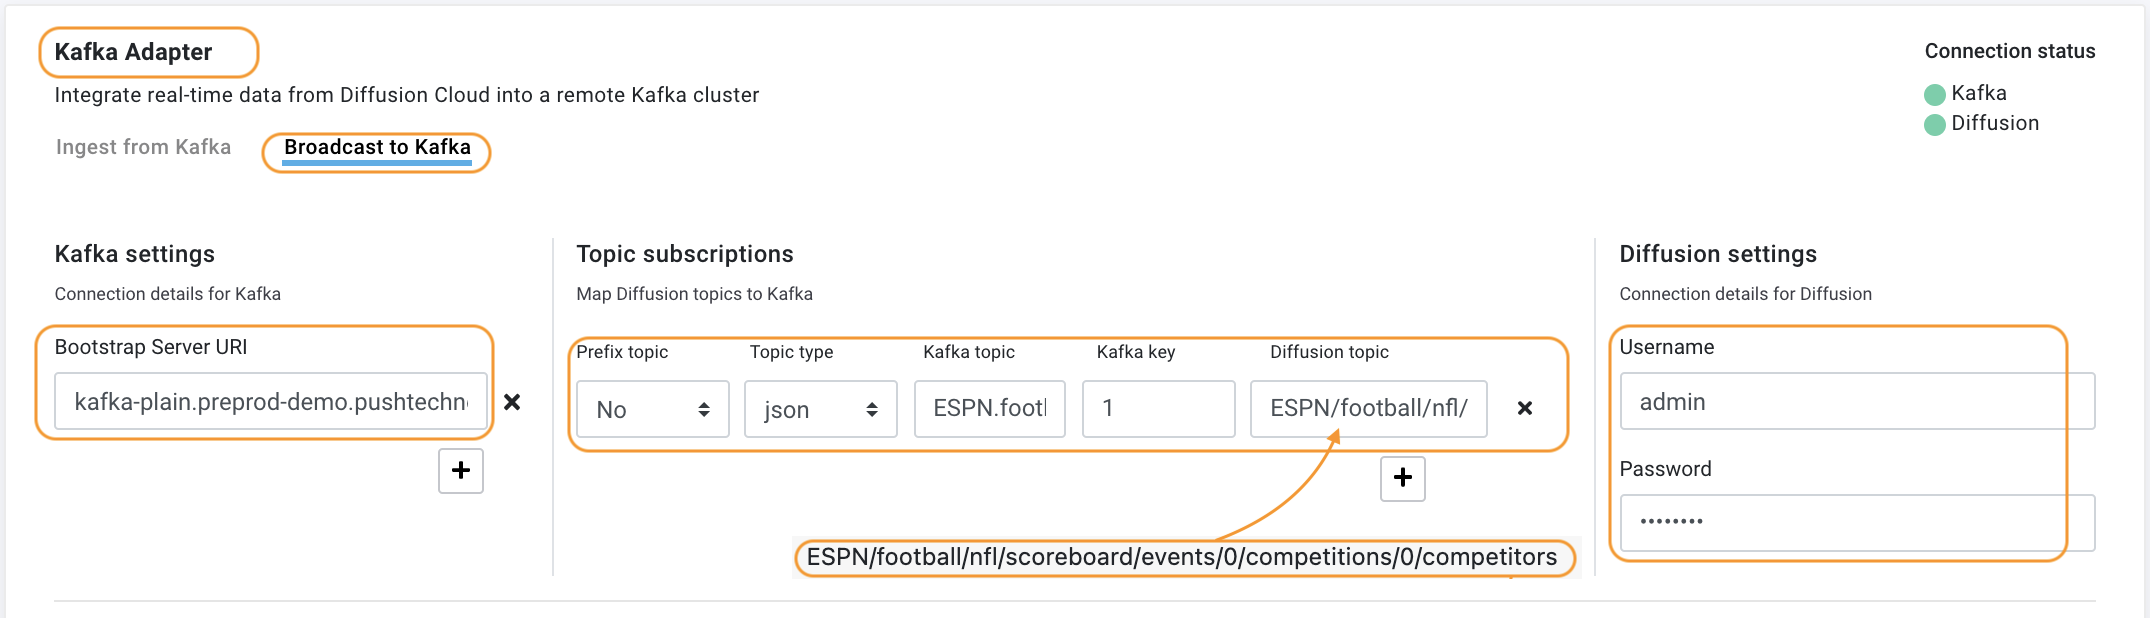 Kafka Adapter
Integrate real-time data from Diffusion Cloud into a remote Kafka cluster
Ingest from Kafka
Broadcast to Kafka
Connection status
Kafka
Diffusion
Kafka settings
Connection details for Kafka
Bootstrap Server URI
kafka-plain.preprod-demo.pushtechn
Topic subscriptions
Map Diffusion topics to Kafka
Prefix topic Topic type Kafka topic Kafka key Diffusion topic
No json ESPN.foot 1 ESPN/football/nfl/
ESPN/football/nfl/scoreboard/events/0/competitions/0/competitors
Diffusion settings
Connection details for Diffusion
Username
admin
Password
••••••••